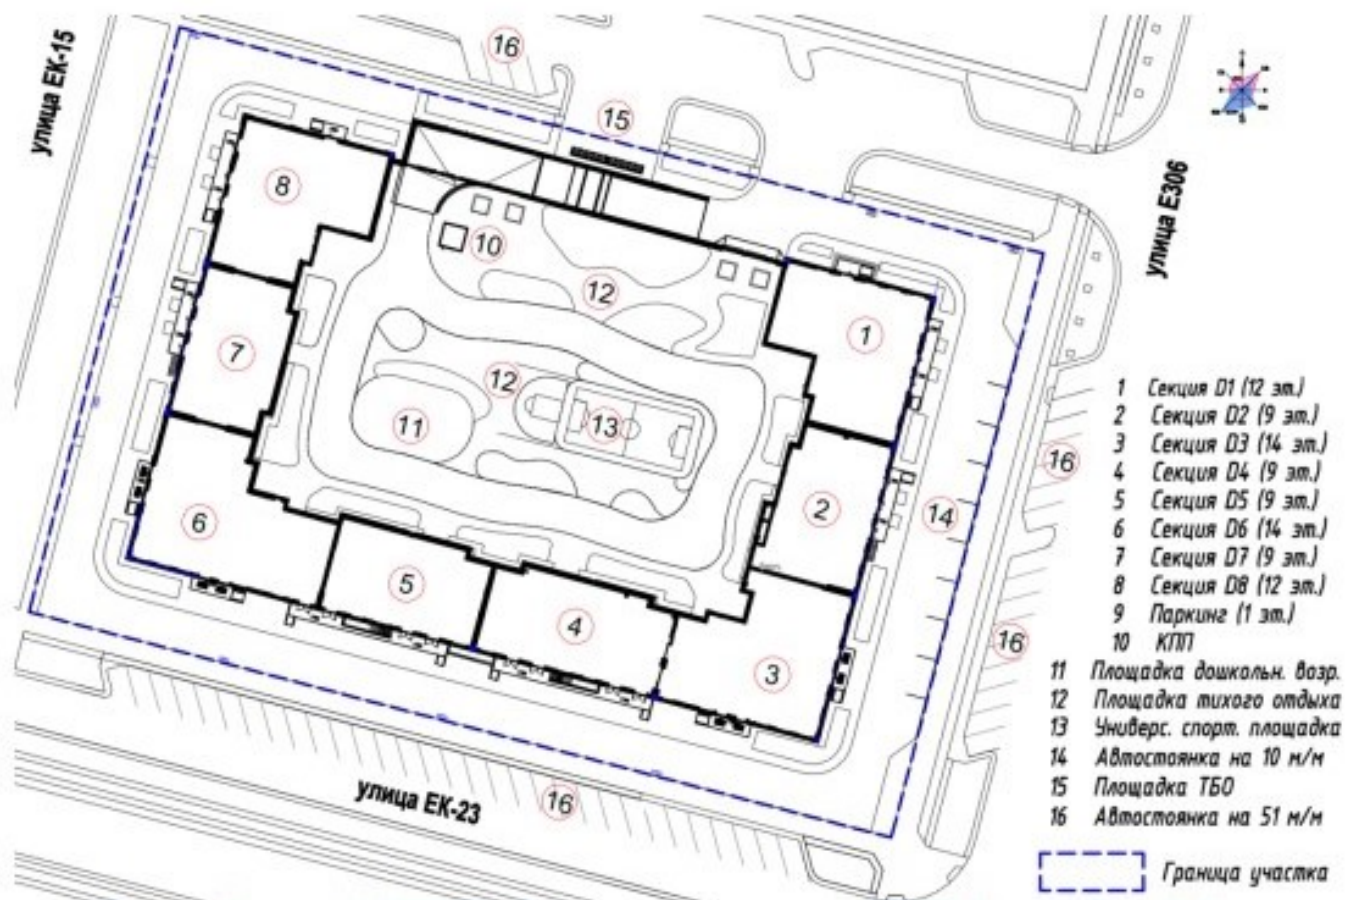 улица ЕК-15
16
15
улица Е306
8
10
12
1
7
12
11
13
16
2
14
6
5
4
16
3
улица ЕК-23
16
1 Секция D1 (12 эт.)
2 Секция D2 (9 эт.)
3 Секция D3 (14 эт.)
4 Секция D4 (9 эт.)
5 Секция D5 (9 эт.)
6 Секция D6 (14 эт.)
7 Секция D7 (9 эт.)
8 Секция D8 (12 эт.)
9 Паркинг (1 эт.)
10 КПП
11 Площадка дошкольн. возр.
12 Площадка тихого отдыха
13 Универс. спорт. площадка
14 Автостоянка на 10 м/м
15 Площадка ТБО
16 Автостоянка на 51 м/м
Граница участка